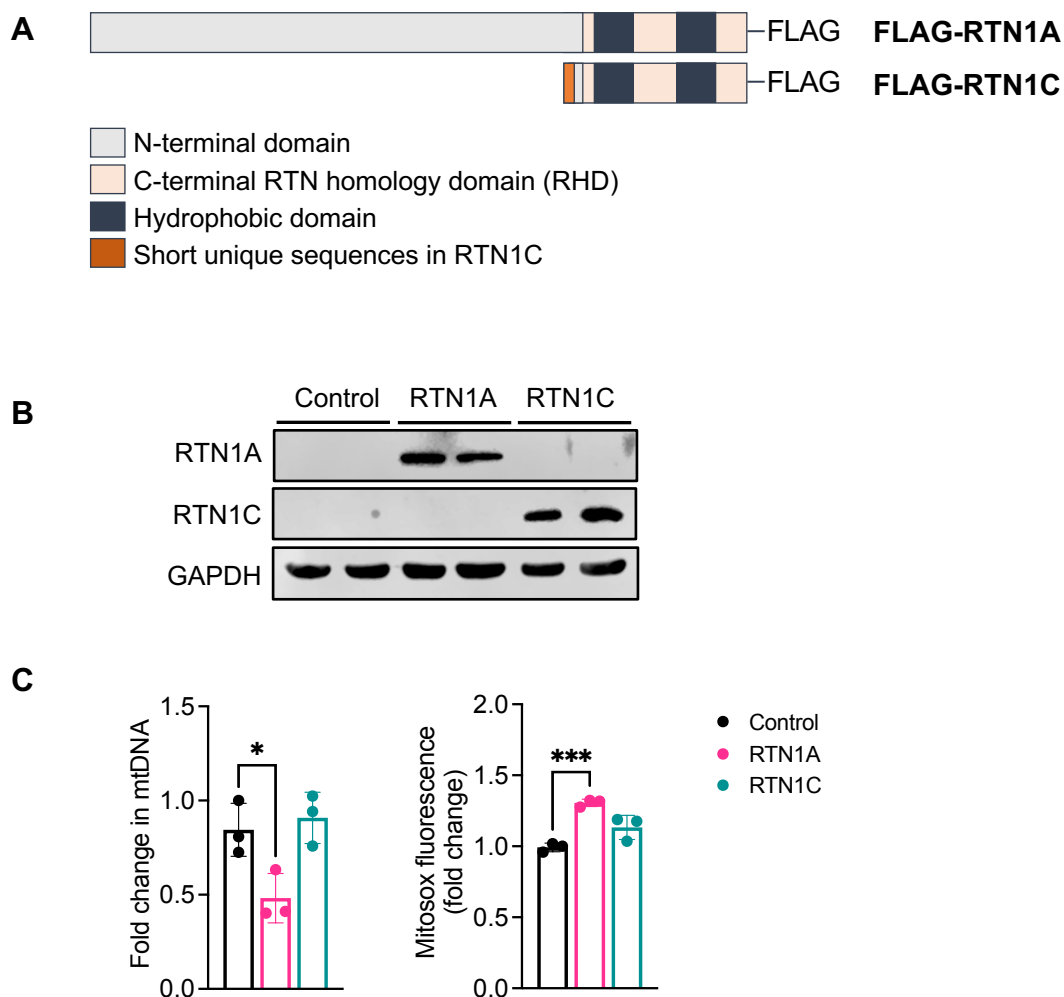 A
FLAG FLAG-RTN1A
FLAG FLAG-RTN1C
N-terminal domain
C-terminal RTN homology domain (RHD)
Hydrophobic domain
Short unique sequences in RTN1C
B
Control RTN1A RTN1C
RTN1A
RTN1C
GAPDH
C
Fold change in mtDNA
1.5
1.0
0.5
0.0
*
Mitosox fluorescence
(fold change)
2.0
1.5
1.0
0.5
0.0
***
Control
RTN1A
RTN1C